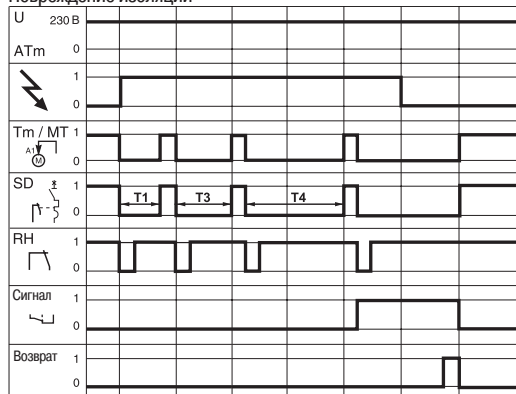 Повреждение изоляции
U 230 В
ATm 0
1
0
Tm / MT 1
A1
M
0
SD 1
T1 T3 T4
0
RH 1
0
Сигнал 1
0
Возврат 1
0